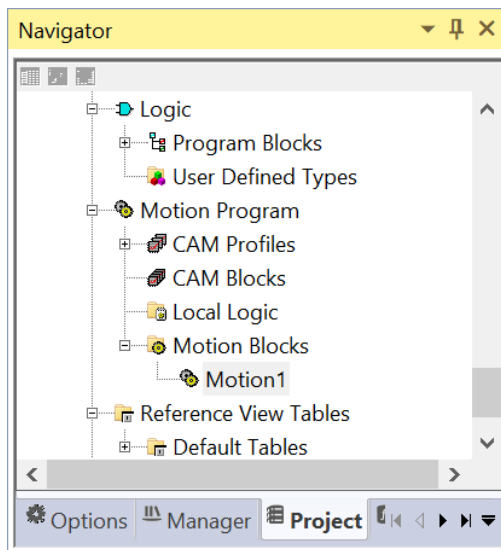 Navigator
Logic
Program Blocks
User Defined Types
Motion Program
CAM Profiles
CAM Blocks
Local Logic
Motion Blocks
Motion1
Reference View Tables
Default Tables
Options Manager Project